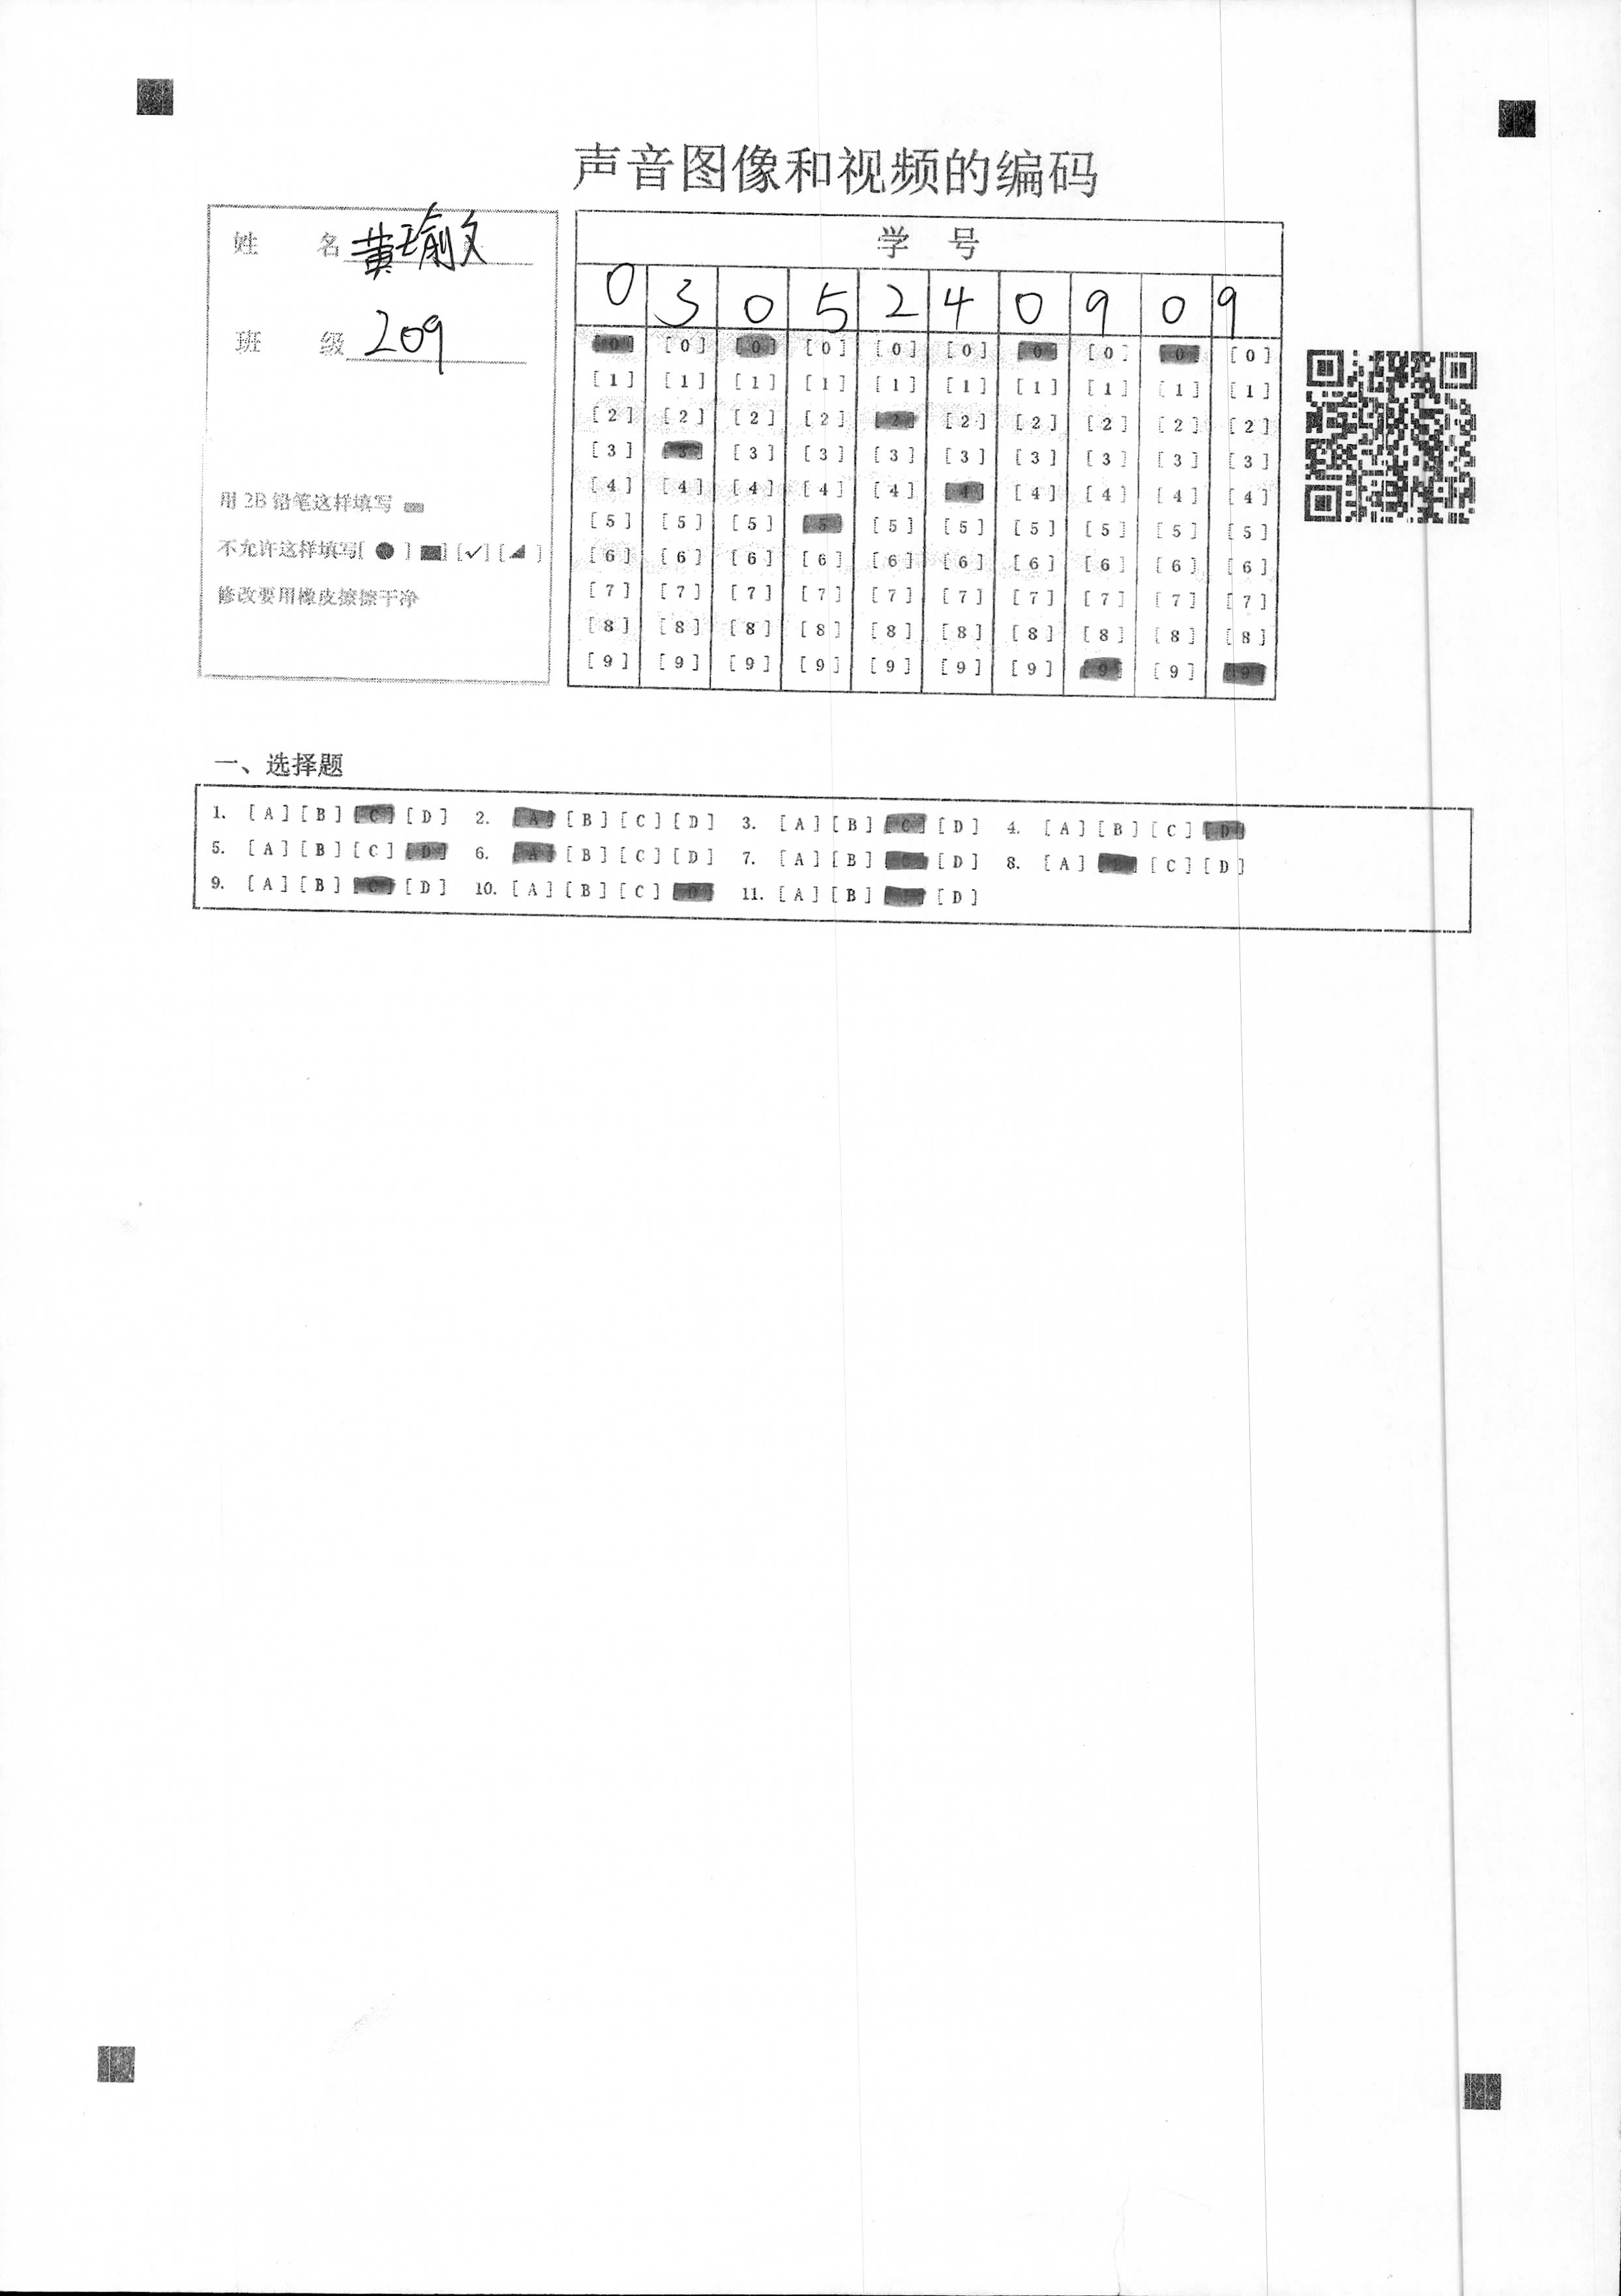 声音图像和视频的编码
姓 名 黄瑜文
班 级 209
用 2B 铅笔这样填写
不允许这样填写[ ● ] ■] [✓] [◢ ]
修改要用橡皮擦擦干净
学 号
0 3 0 5 2 4 0 9 0 9
[0] [0] [0] [0] [0] [0] [0] [0] [0] [0]
[1] [1] [1] [1] [1] [1] [1] [1] [1] [1]
[2] [2] [2] [2] [2] [2] [2] [2] [2] [2]
[3] [3] [3] [3] [3] [3] [3] [3] [3] [3]
[4] [4] [4] [4] [4] [4] [4] [4] [4] [4]
[5] [5] [5] [5] [5] [5] [5] [5] [5] [5]
[6] [6] [6] [6] [6] [6] [6] [6] [6] [6]
[7] [7] [7] [7] [7] [7] [7] [7] [7] [7]
[8] [8] [8] [8] [8] [8] [8] [8] [8] [8]
[9] [9] [9] [9] [9] [9] [9] [9] [9] [9]
一、选择题
1. [A] [B] [C] [D] 2. [A] [B] [C] [D] 3. [A] [B] [C] [D] 4. [A] [B] [C] [D]
5. [A] [B] [C] [D] 6. [A] [B] [C] [D] 7. [A] [B] [C] [D] 8. [A] [B] [C] [D]
9. [A] [B] [C] [D] 10. [A] [B] [C] [D] 11. [A] [B] [C] [D]